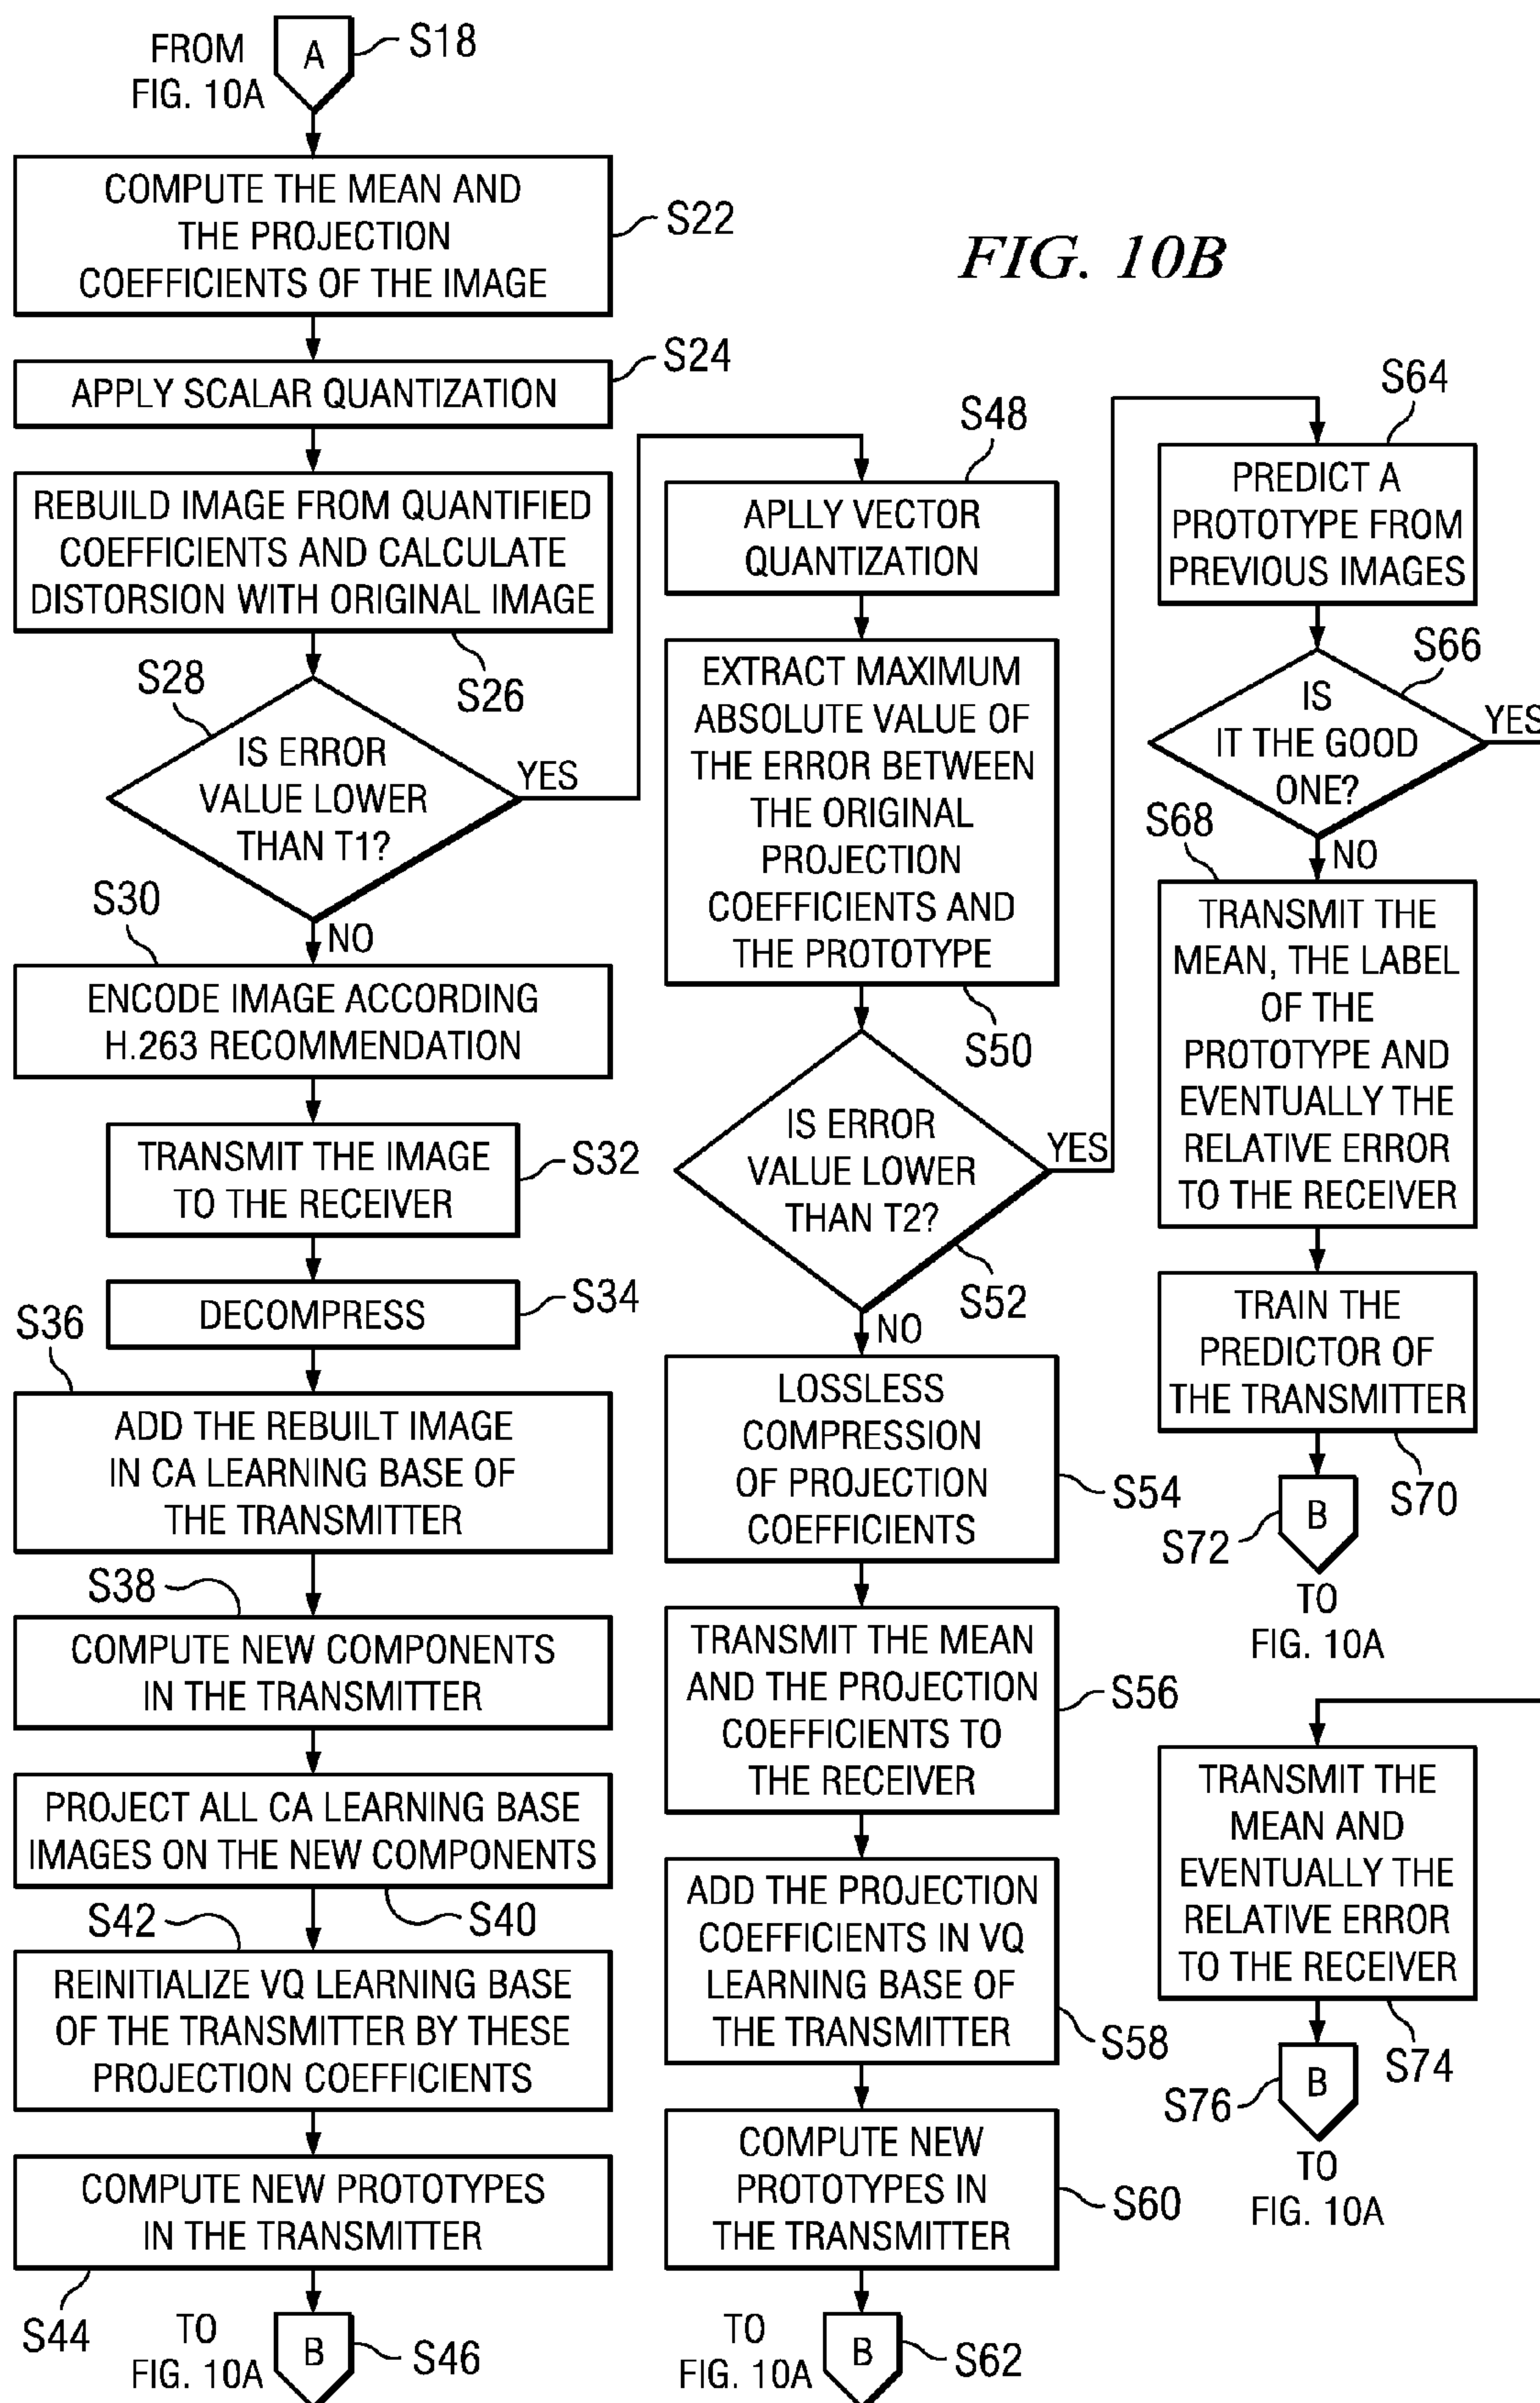 FROM
FIG. 10A
A
S18
COMPUTE THE MEAN AND
THE PROJECTION
COEFFICIENTS OF THE IMAGE
S22
FIG. 10B
APPLY SCALAR QUANTIZATION
S24
REBUILD IMAGE FROM QUANTIFIED
COEFFICIENTS AND CALCULATE
DISTORSION WITH ORIGINAL IMAGE
S26
S28
IS ERROR
VALUE LOWER
THAN T1?
YES
NO
S30
ENCODE IMAGE ACCORDING
H.263 RECOMMENDATION
TRANSMIT THE IMAGE
TO THE RECEIVER
S32
DECOMPRESS
S34
S36
ADD THE REBUILT IMAGE
IN CA LEARNING BASE OF
THE TRANSMITTER
S38
COMPUTE NEW COMPONENTS
IN THE TRANSMITTER
PROJECT ALL CA LEARNING BASE
IMAGES ON THE NEW COMPONENTS
S40
S42
REINITIALIZE VQ LEARNING BASE
OF THE TRANSMITTER BY THESE
PROJECTION COEFFICIENTS
COMPUTE NEW PROTOTYPES
IN THE TRANSMITTER
S44
TO
FIG. 10A
B
S46
S48
APLLY VECTOR
QUANTIZATION
EXTRACT MAXIMUM
ABSOLUTE VALUE OF
THE ERROR BETWEEN
THE ORIGINAL
PROJECTION
COEFFICIENTS AND
THE PROTOTYPE
S50
IS ERROR
VALUE LOWER
THAN T2?
YES
S52
NO
LOSSLESS
COMPRESSION
OF PROJECTION
COEFFICIENTS
S54
TRANSMIT THE MEAN
AND THE PROJECTION
COEFFICIENTS TO
THE RECEIVER
S56
ADD THE PROJECTION
COEFFICIENTS IN VQ
LEARNING BASE OF
THE TRANSMITTER
S58
COMPUTE NEW
PROTOTYPES IN
THE TRANSMITTER
S60
TO
FIG. 10A
B
S62
S64
PREDICT A
PROTOTYPE FROM
PREVIOUS IMAGES
S66
IS
IT THE GOOD
ONE?
YES
NO
S68
TRANSMIT THE
MEAN, THE LABEL
OF THE
PROTOTYPE AND
EVENTUALLY THE
RELATIVE ERROR
TO THE RECEIVER
TRAIN THE
PREDICTOR OF
THE TRANSMITTER
S70
B
S72
TO
FIG. 10A
TRANSMIT THE
MEAN AND
EVENTUALLY THE
RELATIVE ERROR
TO THE RECEIVER
S74
B
S76
TO
FIG. 10A